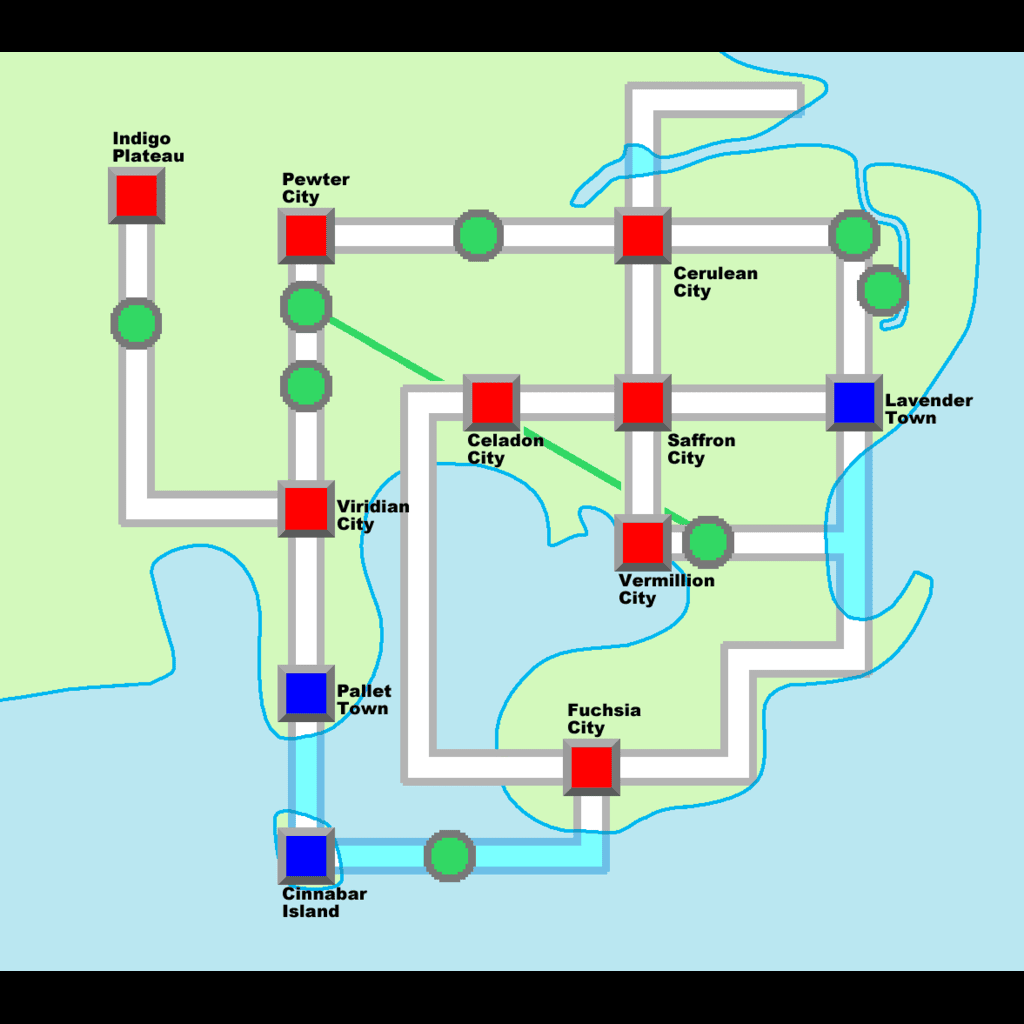 Indigo
Plateau
Pewter
City
Cerulean
City
Lavender
Town
Celadon
City
Saffron
City
Viridian
City
Vermillion
City
Pallet
Town
Fuchsia
City
Cinnabar
Island